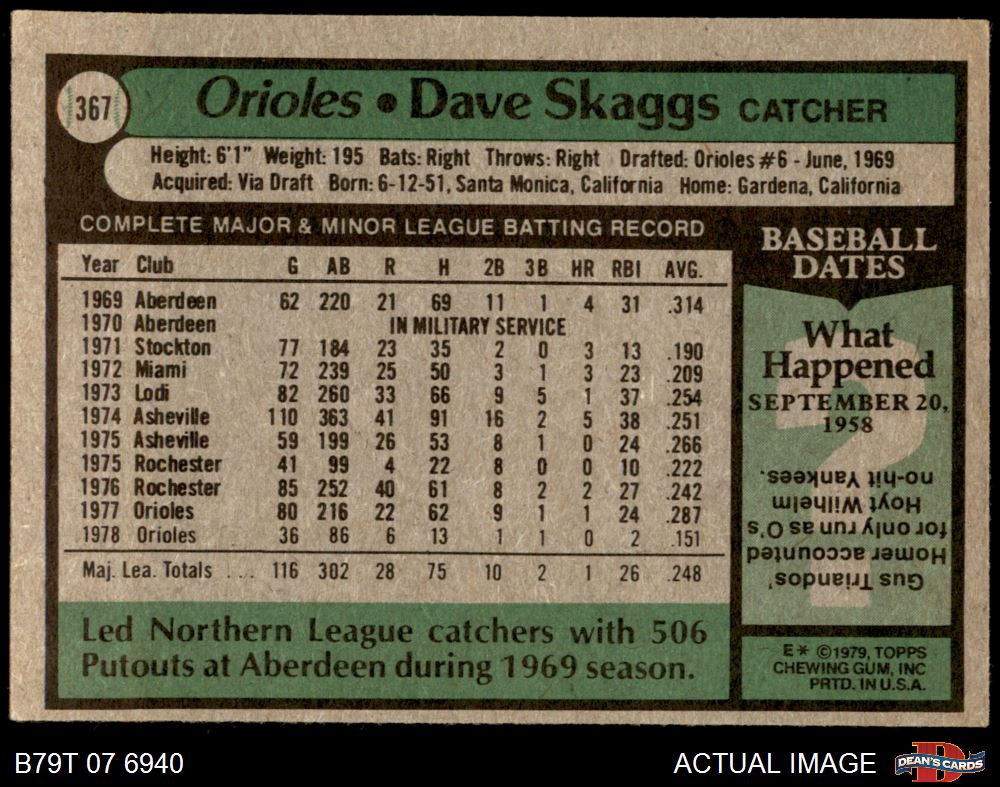 367
Orioles • Dave Skaggs CATCHER
Height: 6'1" Weight: 195 Bats: Right Throws: Right Drafted: Orioles #6 - June, 1969
Acquired: Via Draft Born: 6-12-51, Santa Monica, California Home: Gardena, California
COMPLETE MAJOR & MINOR LEAGUE BATTING RECORD
Year Club G AB R H 2B 3B HR RBI AVG.
1969 Aberdeen 62 220 21 69 11 1 4 31 .314
1970 Aberdeen IN MILITARY SERVICE
1971 Stockton 77 184 23 35 2 0 3 13 .190
1972 Miami 72 239 25 50 3 1 3 23 .209
1973 Lodi 82 260 33 66 9 5 1 37 .254
1974 Asheville 110 363 41 91 16 2 5 38 .251
1975 Asheville 59 199 26 53 8 1 0 24 .266
1975 Rochester 41 99 4 22 8 0 0 10 .222
1976 Rochester 85 252 40 61 8 2 2 27 .242
1977 Orioles 80 216 22 62 9 1 1 24 .287
1978 Orioles 36 86 6 13 1 1 0 2 .151
Maj. Lea. Totals ... 116 302 28 75 10 2 1 26 .248
Led Northern League catchers with 506
Putouts at Aberdeen during 1969 season.
BASEBALL
DATES
What
Happened
SEPTEMBER 20,
1958
?
Gus Triandos'
Homer accounted
for only run as O's
Hoyt Wilhelm
no-hit Yankees.
E* ©1979, TOPPS
CHEWING GUM, INC
PRTD. IN U.S.A.
B79T 07 6940
ACTUAL IMAGE
D
DEAN'S CARDS